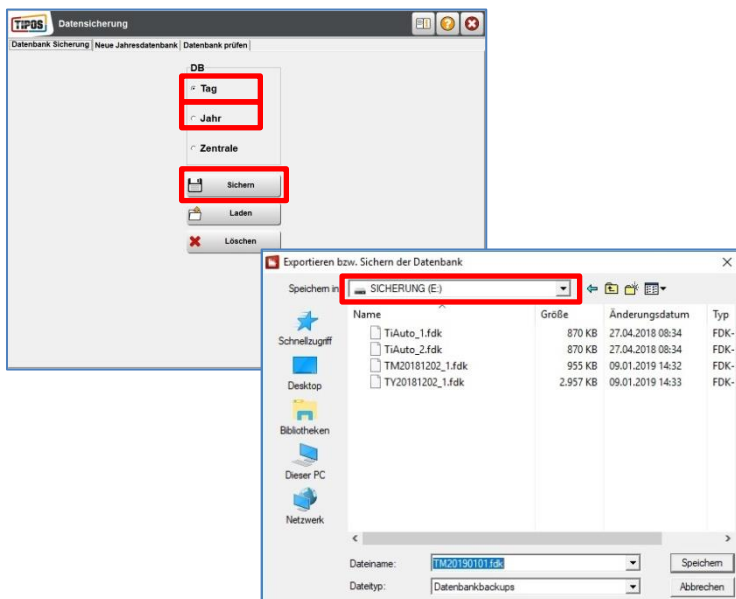 TIPOS Datensicherung
Datenbank Sicherung Neue Jahresdatenbank Datenbank prüfen
DB
Tag
Jahr
Zentrale
Sichern
Laden
Löschen
Exportieren bzw. Sichern der Datenbank
Speichern in: SICHERUNG (E:)
Name Größe Änderungsdatum Typ
TiAuto_1.fdk 870 KB 27.04.2018 08:34 FDK-
TiAuto_2.fdk 870 KB 27.04.2018 08:34 FDK-
TM20181202_1.fdk 955 KB 09.01.2019 14:32 FDK-
TY20181202_1.fdk 2.957 KB 09.01.2019 14:33 FDK-
Schnellzugriff
Desktop
Bibliotheken
Dieser PC
Netzwerk
Dateiname: TM20190101.fdk Speichern
Dateityp: Datenbankbackups Abbrechen